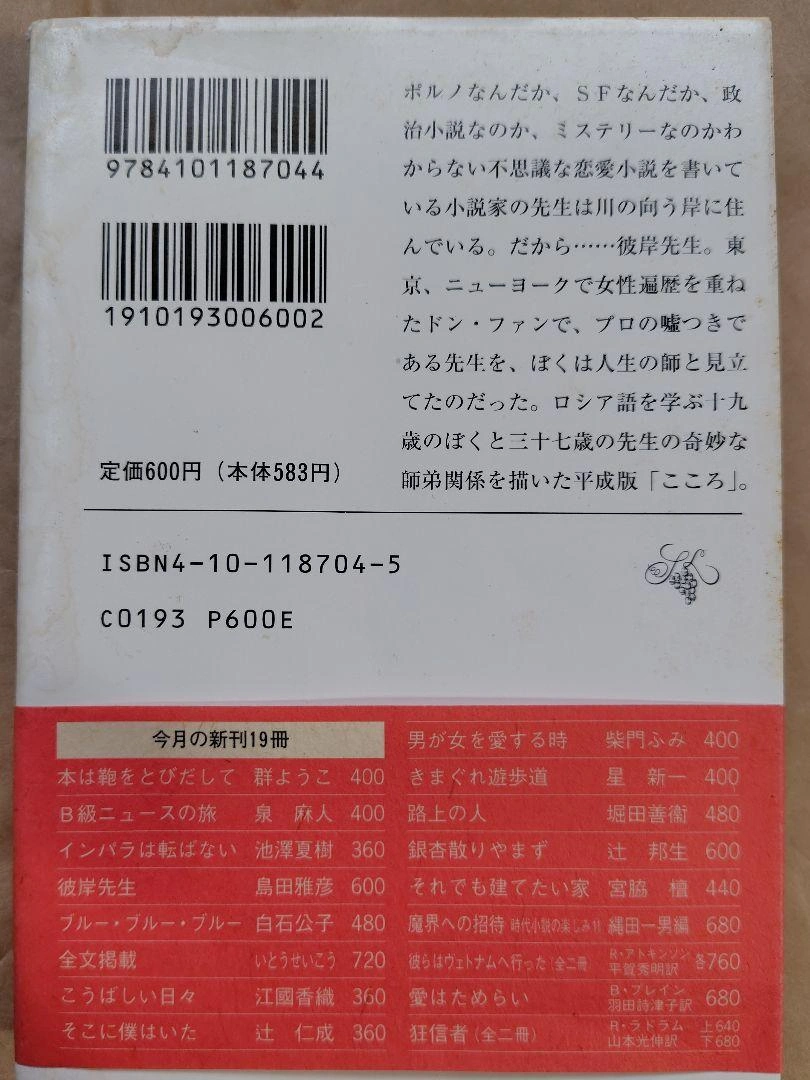 9784101187044
1910193006002
ポルノなんだか、ＳＦなんだか、政
治小説なのか、ミステリーなのかわ
からない不思議な恋愛小説を書いて
いる小説家の先生は川の向う岸に住
んでいる。だから……彼岸先生。東
京、ニューヨークで女性遍歴を重ね
たドン・ファンで、プロの嘘つきで
ある先生を、ぼくは人生の師と見立
てたのだった。ロシア語を学ぶ十九
歳のぼくと三十七歳の先生の奇妙な
師弟関係を描いた平成版「こころ」。
定価600円（本体583円）
ISBN4-10-118704-5
C0193 P600E
今月の新刊19冊
本は鞄をとびだして 群ようこ 400
Ｂ級ニュースの旅 泉 麻人 400
インパラは転ばない 池澤夏樹 360
彼岸先生 島田雅彦 600
ブルー・ブルー・ブルー 白石公子 480
全文掲載 いとうせいこう 720
こうばしい日々 江國香織 360
そこに僕はいた 辻 仁成 360
男が女を愛する時 柴門ふみ 400
きまぐれ遊歩道 星 新一 400
路上の人 堀田善衞 480
銀杏散りやまず 辻 邦生 600
それでも建てたい家 宮脇 檀 440
魔界への招待 時代小説の楽しみ11 縄田一男編 680
彼らはヴェトナムへ行った（全二冊 R・アトキンソン 平賀秀明訳 各760
愛はためらい B・プレイン 羽田詩津子訳 680
狂信者（全二冊） R・ラドラム 山本光伸訳 上640 下680